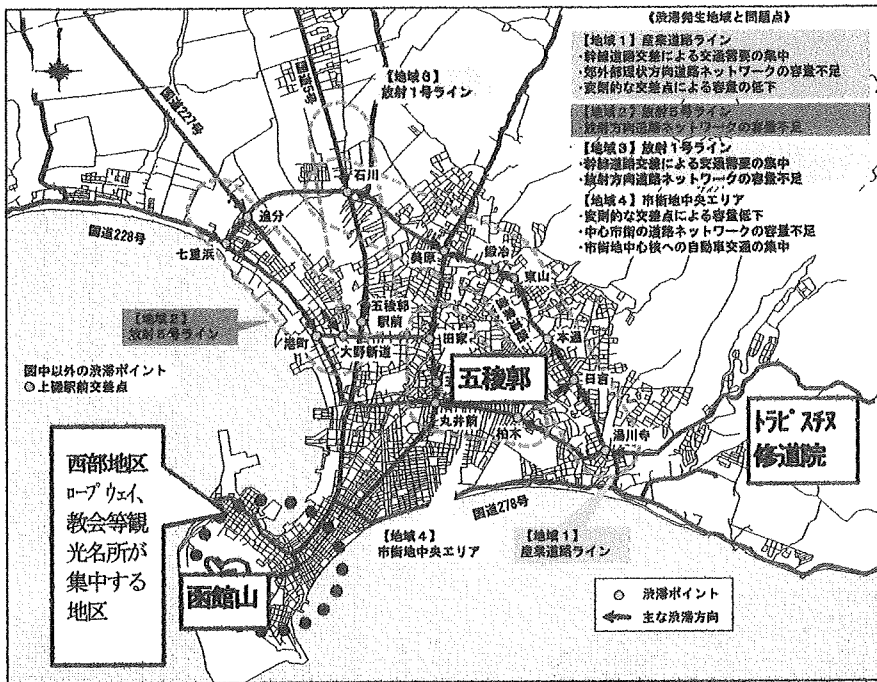 《渋滞発生地域と問題点》
【地域1】産業道路ライン
・幹線道路交差による交通需要の集中
・郊外部環状方向道路ネットワークの容量不足
・変則的な交差点による容量の低下
【地域2】放射5号ライン
・放射方向道路ネットワークの容量不足
【地域3】放射1号ライン
・幹線道路交差による交通需要の集中
・放射方向道路ネットワークの容量不足
【地域4】市街地中央エリア
・変則的な交差点による容量低下
・中心市街の道路ネットワークの容量不足
・市街地中心核への自動車交通の集中
国道5号
【地域3】
放射1号ライン
国道227号
石川
追分
国道228号
七重浜
美原
鍛冶
東山
産業道路
五稜郭
駅前
【地域2】
放射5号ライン
港町
大野新道
田家
本通
図中以外の渋滞ポイント
上磯駅前交差点
五稜郭
日吉
丸井前
柏木
湯川寺
トラピスチヌ
修道院
西部地区
ロープウェイ、
教会等観
光名所が
集中する
地区
国道278号
【地域4】
市街地中央エリア
【地域1】
産業道路ライン
函館山
渋滞ポイント
主な渋滞方向